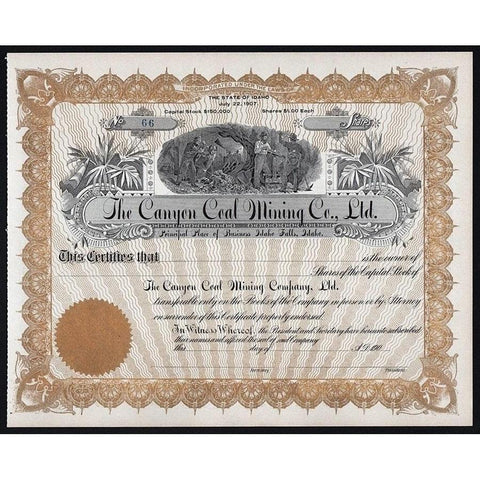 INCORPORATED UNDER THE LAWS OF
THE STATE OF IDAHO
July 22, 1907.
Capital Stock $150,000 Shares $1.00 Each
No. 66 Shares
The Canyon Coal Mining Co., Ltd.
Principal Place of Business Idaho Falls, Idaho.
This Certifies that is the owner of
Shares of the Capital Stock of
The Canyon Coal Mining Company, Ltd.
transferable only on the Books of the Company in person or by Attorney
on surrender of this Certificate properly endorsed.
In Witness Whereof, the President and Secretary have hereunto subscribed
their names and affixed the seal of said Company
this day of A.D. 190
Secretary President